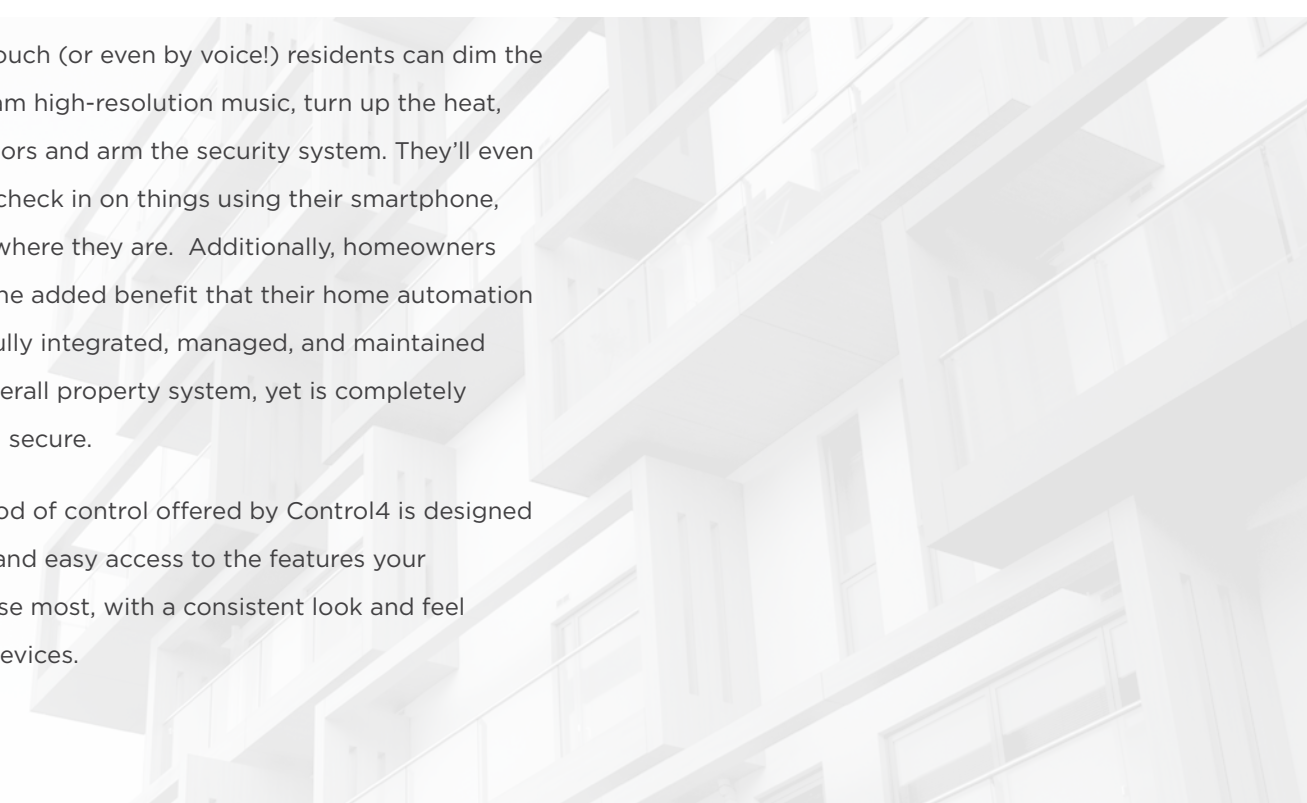 ouch (or even by voice!) residents can dim the
am high-resolution music, turn up the heat,
ors and arm the security system. They’ll even
check in on things using their smartphone,
where they are.  Additionally, homeowners
he added benefit that their home automation
ully integrated, managed, and maintained
erall property system, yet is completely
secure.
od of control offered by Control4 is designed
and easy access to the features your
se most, with a consistent look and feel
evices.